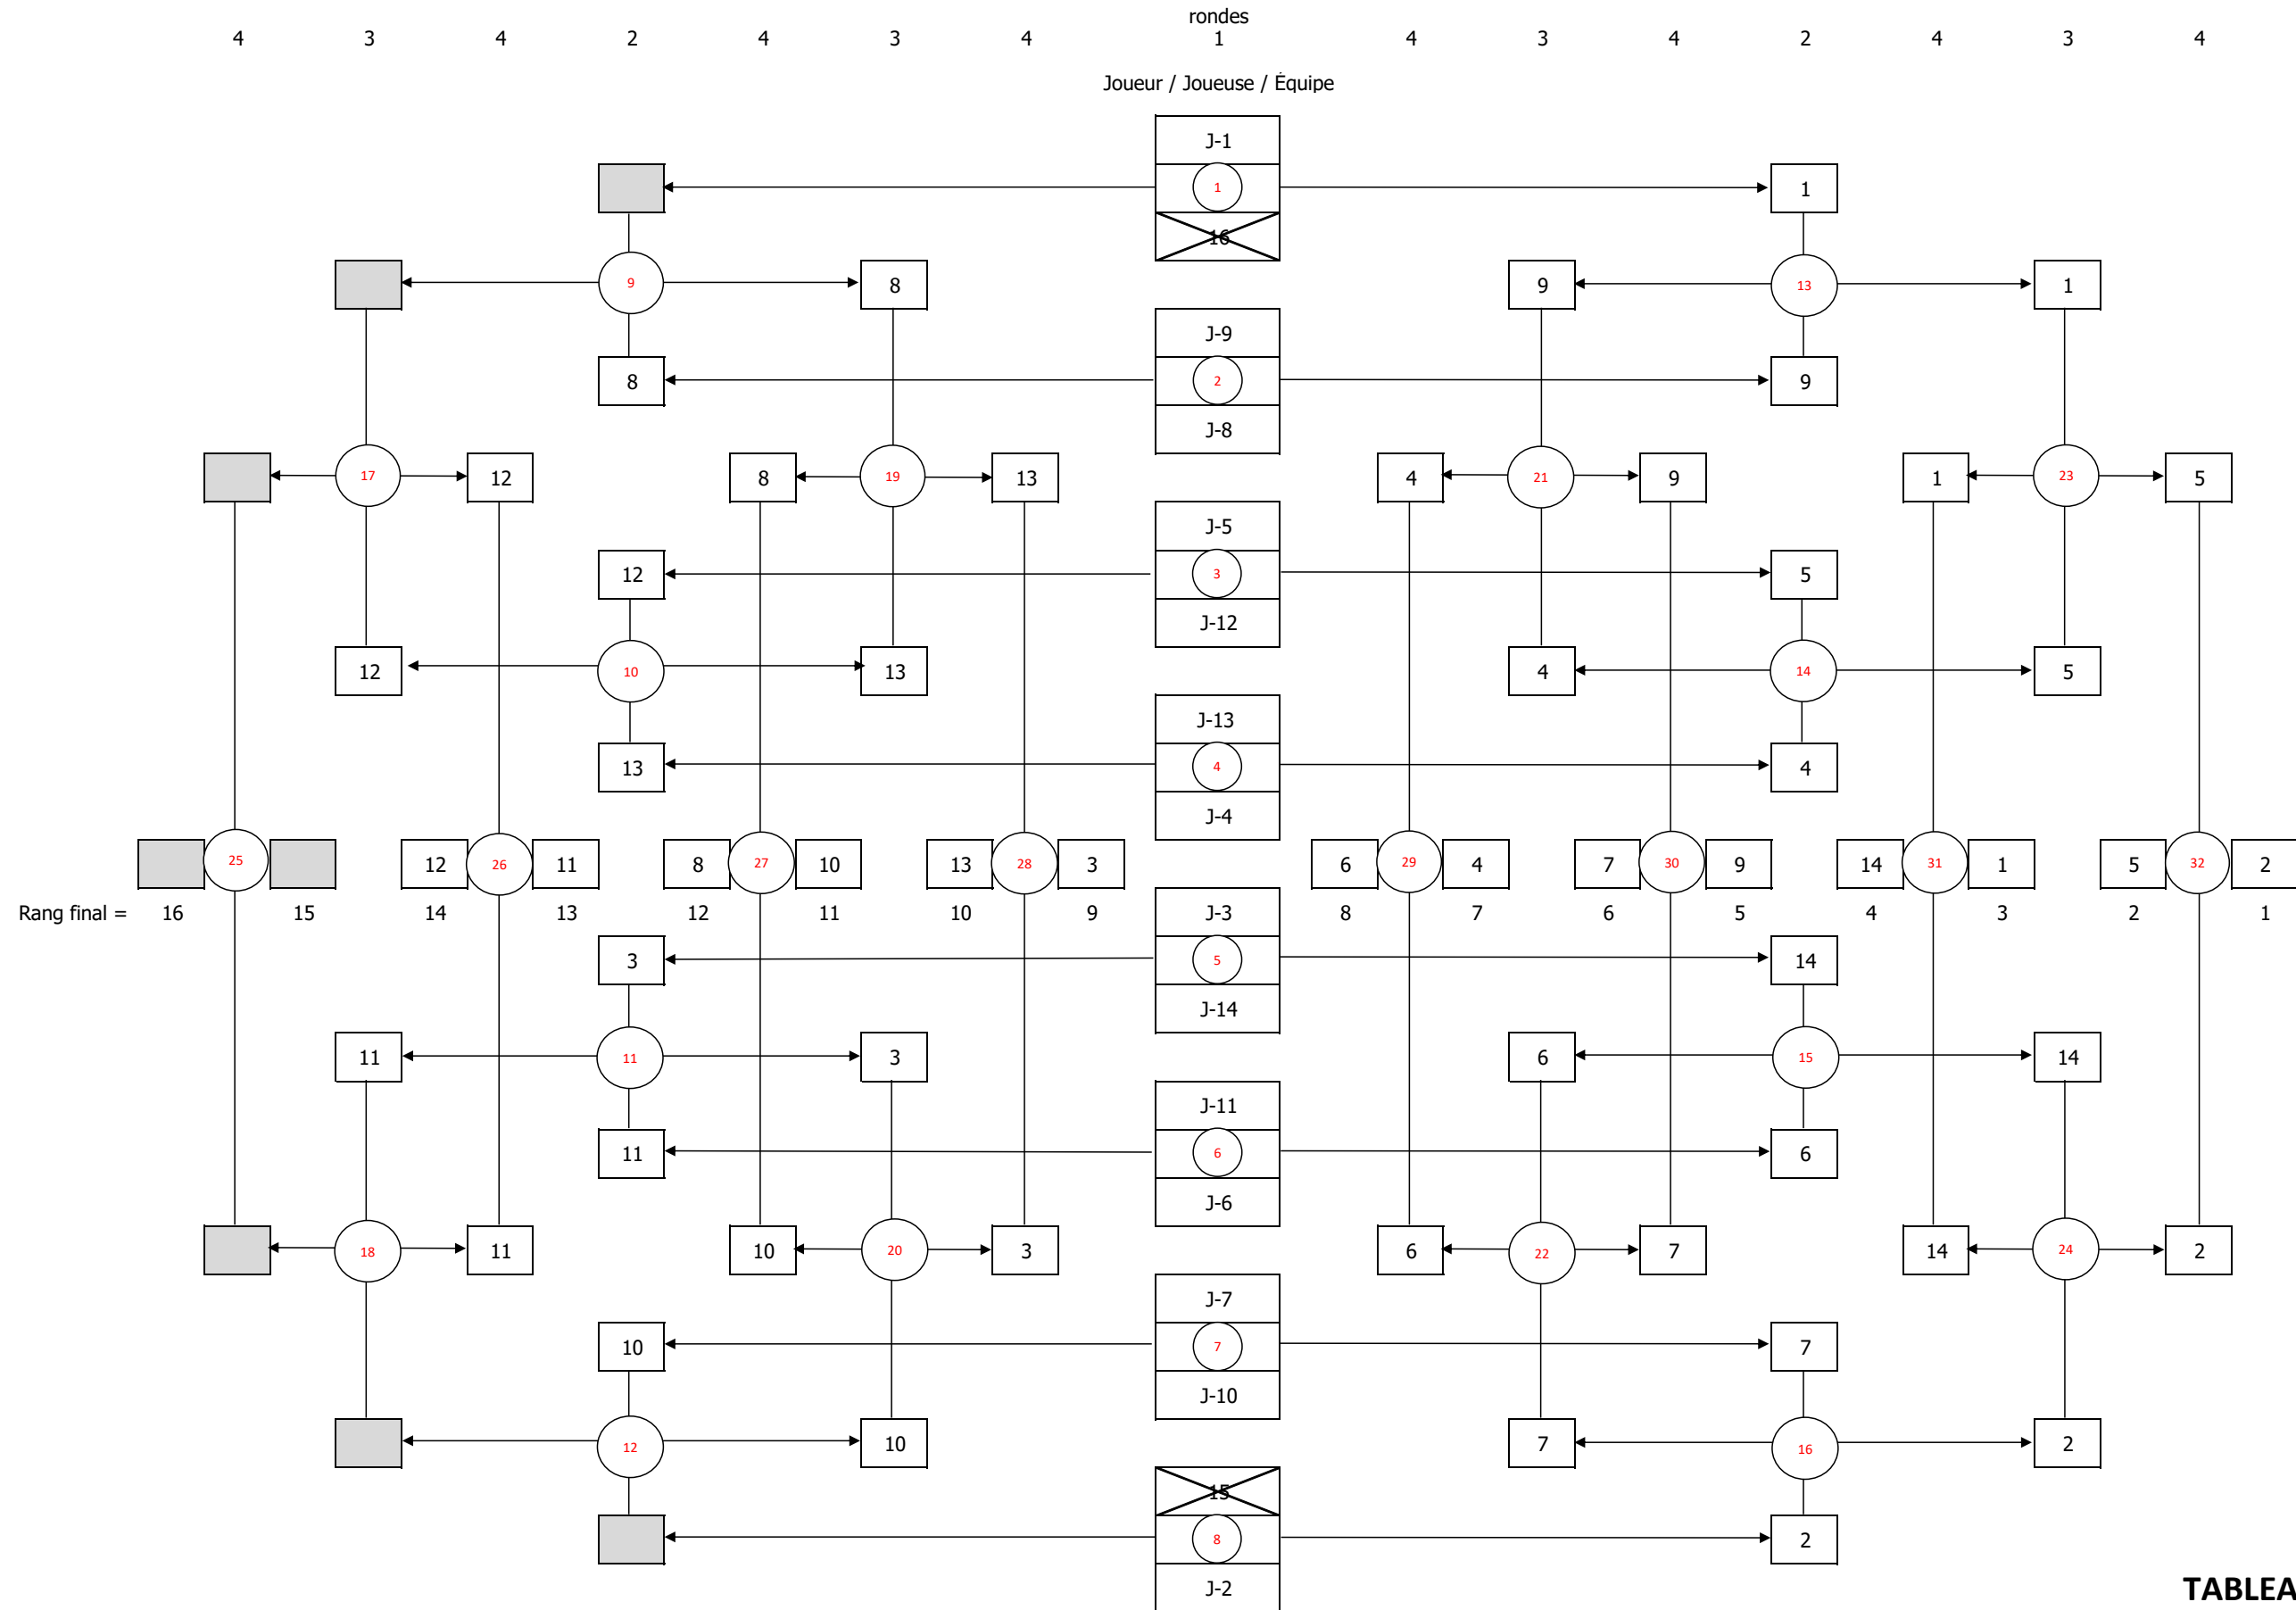 rondes
4 3 4 2 4 3 4 1 4 3 4 2 4 3 4
Joueur / Joueuse / Équipe
J-1
1 1
16
9 8 9 13 1
J-9
8 2 9
J-8
17 12 8 19 13 4 21 9 1 23 5
J-5
12 3 5
J-12
12 10 13 4 14 5
J-13
13 4 4
J-4
25 12 26 11 8 27 10 13 28 3 6 29 4 7 30 9 14 31 1 5 32 2
Rang final = 16 15 14 13 12 11 10 9 J-3 8 7 6 5 4 3 2 1
3 5 14
J-14
11 11 3 6 15 14
J-11
11 6 6
J-6
18 11 10 20 3 6 22 7 14 24 2
J-7
10 7 7
J-10
12 10 7 16 2
15
8 2
J-2
TABLEA